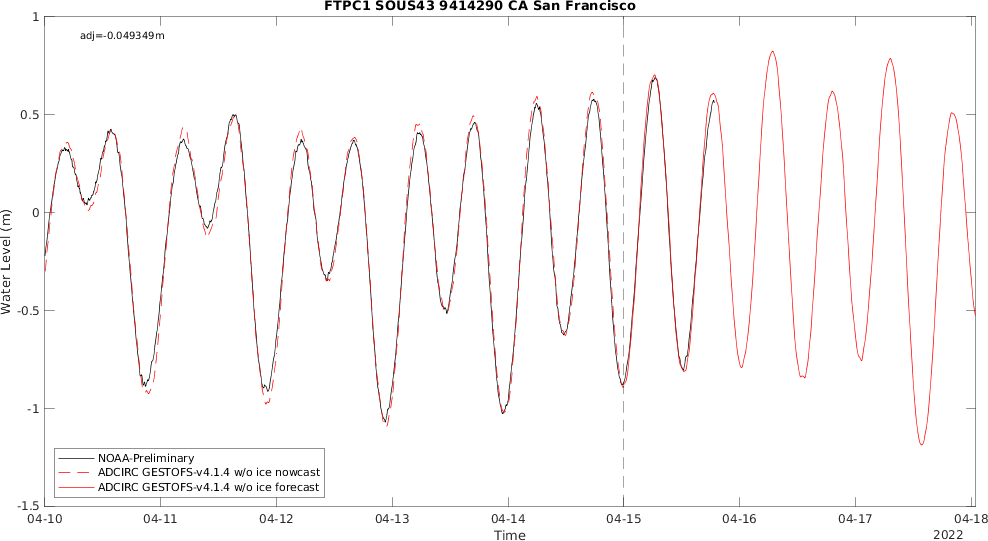 FTPC1 SOUS43 9414290 CA San Francisco
adj=-0.049349m
1
0.5
0
-0.5
-1
-1.5
Water Level (m)
NOAA-Preliminary
ADCIRC GESTOFS-v4.1.4 w/o ice nowcast
ADCIRC GESTOFS-v4.1.4 w/o ice forecast
04-10 04-11 04-12 04-13 04-14 04-15 04-16 04-17 04-18
Time
2022